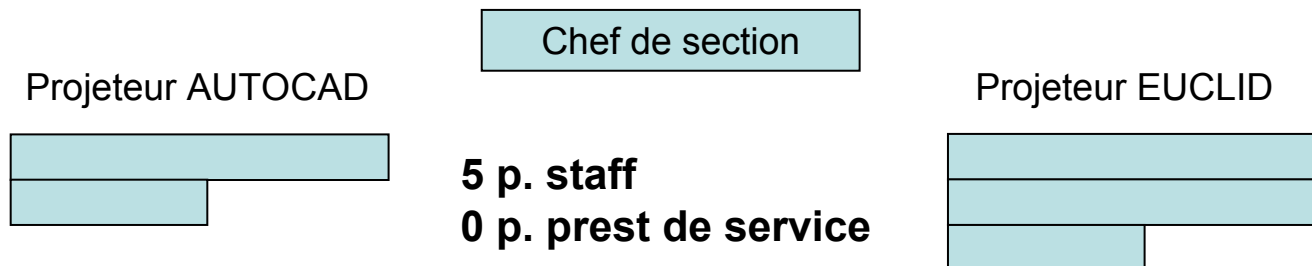 Chef de section
Projeteur AUTOCAD
Projeteur EUCLID
5 p. staff
0 p. prest de service